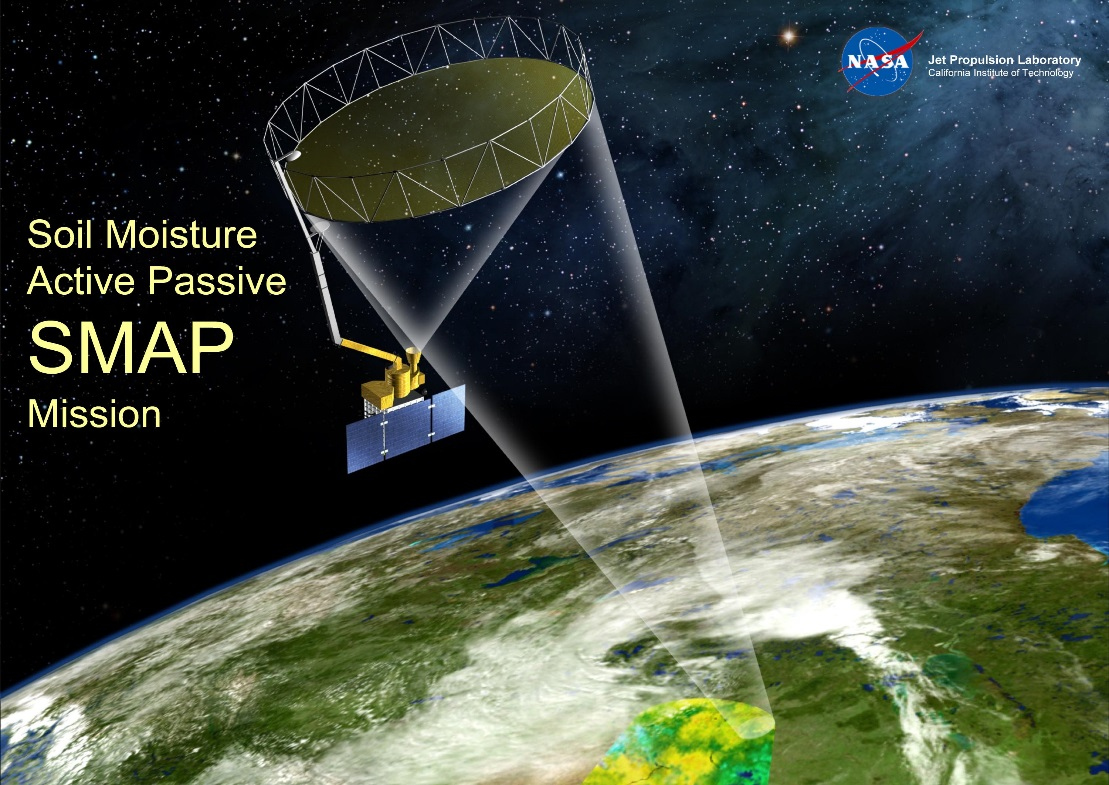 NASA
Jet Propulsion Laboratory
California Institute of Technology
Soil Moisture
Active Passive
SMAP
Mission